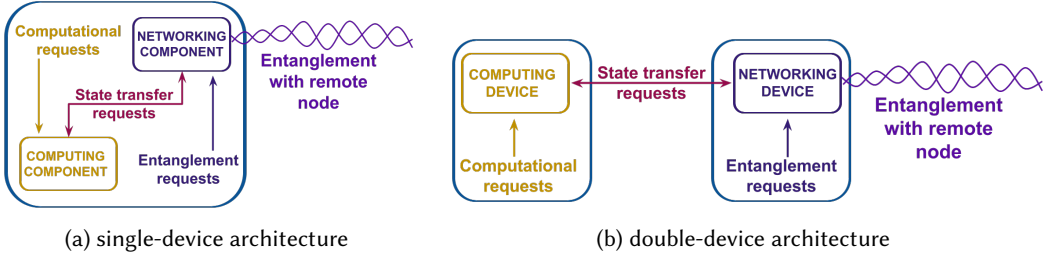 Computational
requests
NETWORKING
COMPONENT
Entanglement
with remote
node
State transfer
requests
COMPUTING
COMPONENT
Entanglement
requests
(a) single-device architecture
COMPUTING
DEVICE
State transfer
requests
NETWORKING
DEVICE
Entanglement
with remote
node
Computational
requests
Entanglement
requests
(b) double-device architecture